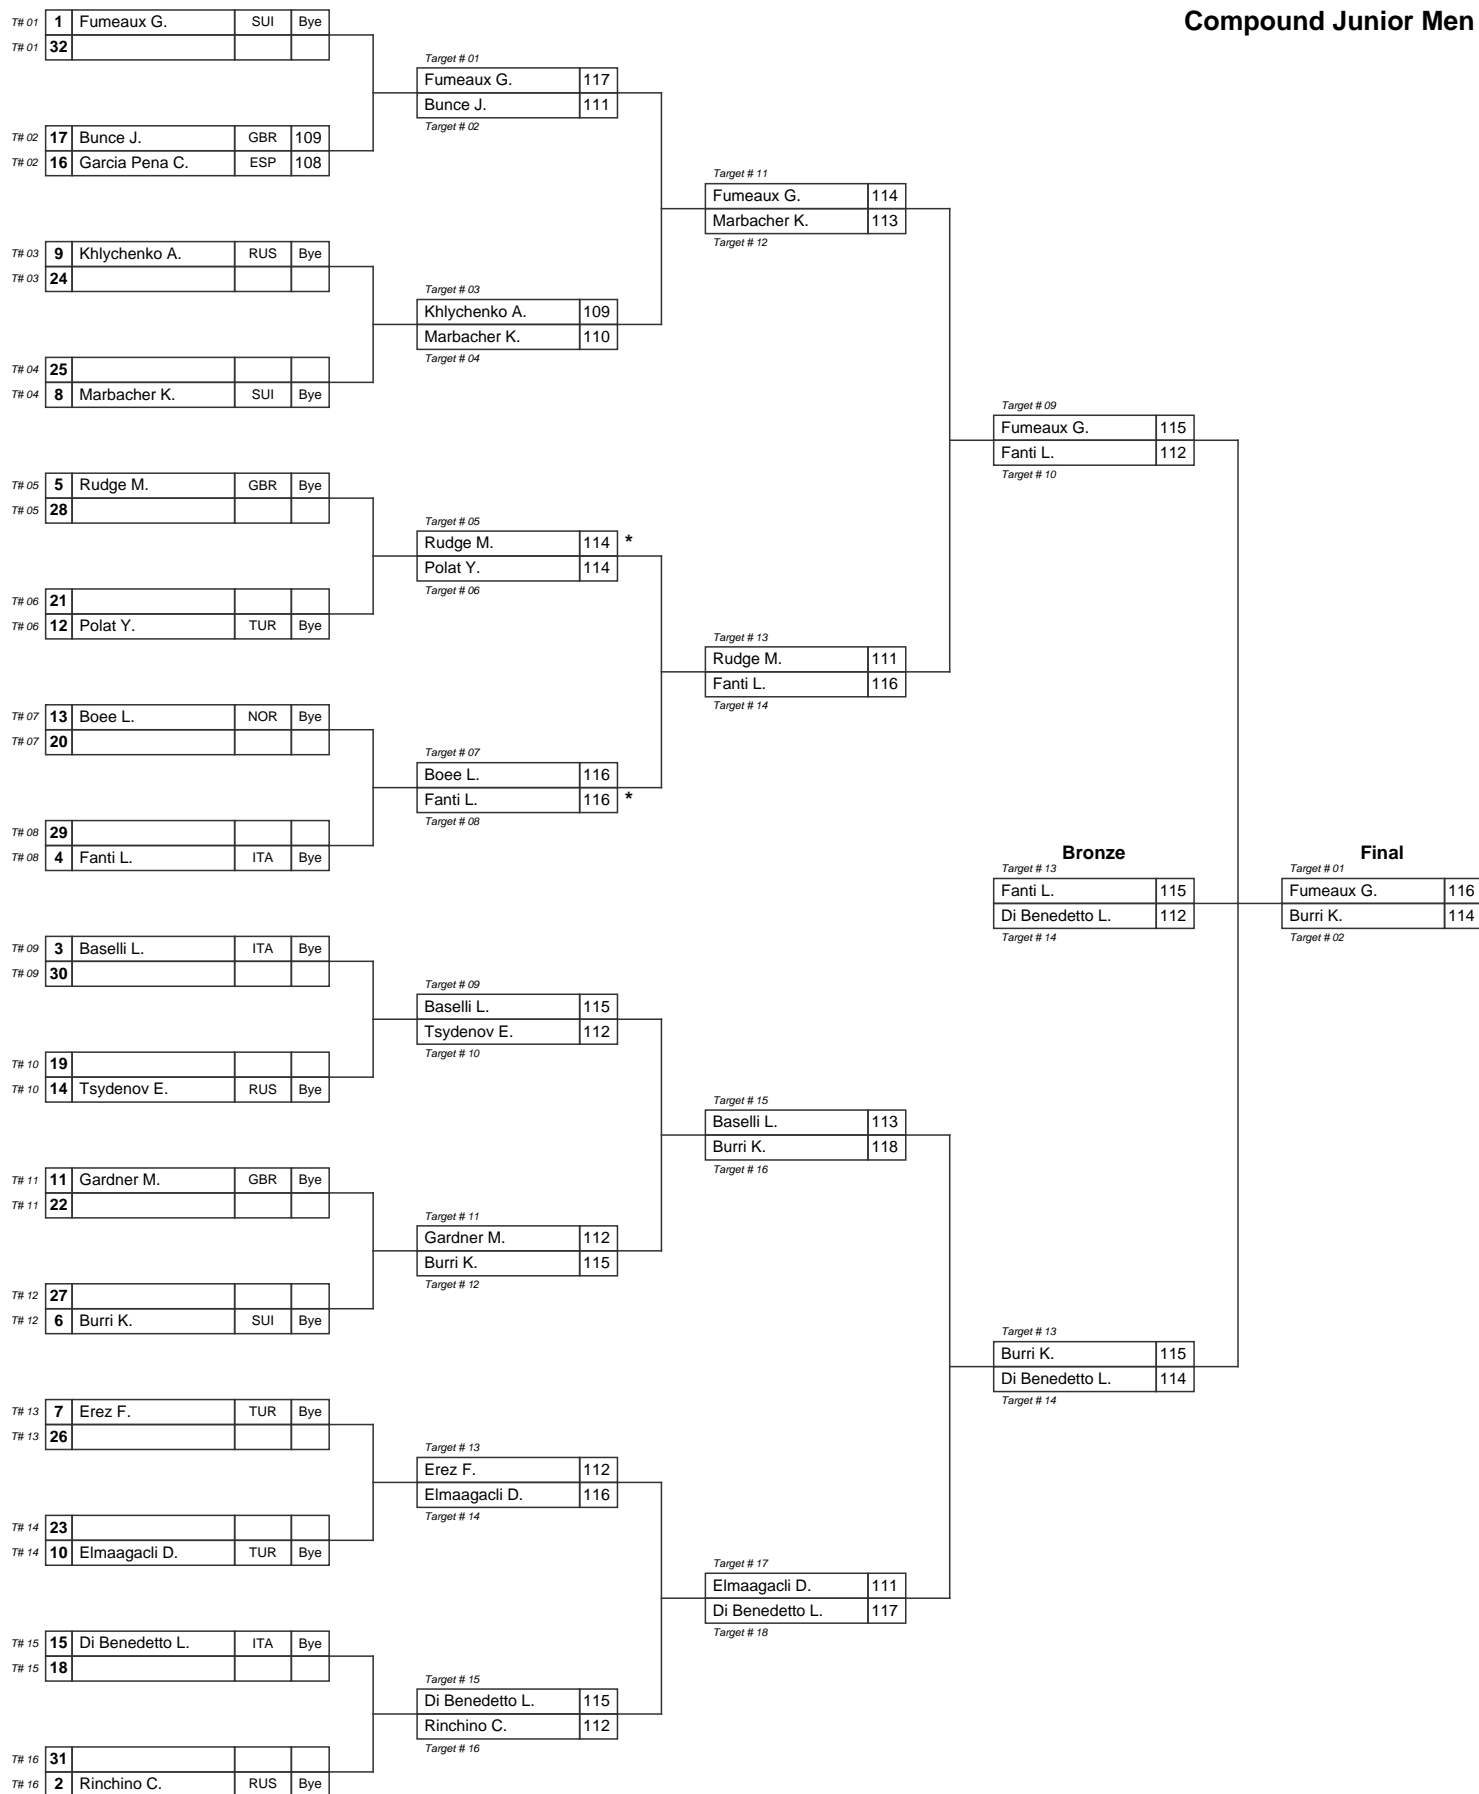 Compound Junior Men
T# 01 1 Fumeaux G. SUI Bye
T# 01 32
T# 02 17 Bunce J. GBR 109
T# 02 16 Garcia Pena C. ESP 108
T# 03 9 Khlychenko A. RUS Bye
T# 03 24
T# 04 25
T# 04 8 Marbacher K. SUI Bye
T# 05 5 Rudge M. GBR Bye
T# 05 28
T# 06 21
T# 06 12 Polat Y. TUR Bye
T# 07 13 Boee L. NOR Bye
T# 07 20
T# 08 29
T# 08 4 Fanti L. ITA Bye
T# 09 3 Baselli L. ITA Bye
T# 09 30
T# 10 19
T# 10 14 Tsydenov E. RUS Bye
T# 11 11 Gardner M. GBR Bye
T# 11 22
T# 12 27
T# 12 6 Burri K. SUI Bye
T# 13 7 Erez F. TUR Bye
T# 13 26
T# 14 23
T# 14 10 Elmaagacli D. TUR Bye
T# 15 15 Di Benedetto L. ITA Bye
T# 15 18
T# 16 31
T# 16 2 Rinchino C. RUS Bye
Target # 01
Fumeaux G. 117
Bunce J. 111
Target # 02
Target # 03
Khlychenko A. 109
Marbacher K. 110
Target # 04
Target # 05
Rudge M. 114 *
Polat Y. 114
Target # 06
Target # 07
Boee L. 116
Fanti L. 116 *
Target # 08
Target # 09
Baselli L. 115
Tsydenov E. 112
Target # 10
Target # 11
Gardner M. 112
Burri K. 115
Target # 12
Target # 13
Erez F. 112
Elmaagacli D. 116
Target # 14
Target # 15
Di Benedetto L. 115
Rinchino C. 112
Target # 16
Target # 11
Fumeaux G. 114
Marbacher K. 113
Target # 12
Target # 13
Rudge M. 111
Fanti L. 116
Target # 14
Target # 15
Baselli L. 113
Burri K. 118
Target # 16
Target # 17
Elmaagacli D. 111
Di Benedetto L. 117
Target # 18
Target # 09
Fumeaux G. 115
Fanti L. 112
Target # 10
Target # 13
Burri K. 115
Di Benedetto L. 114
Target # 14
Bronze
Target # 13
Fanti L. 115
Di Benedetto L. 112
Target # 14
Final
Target # 01
Fumeaux G. 116
Burri K. 114
Target # 02